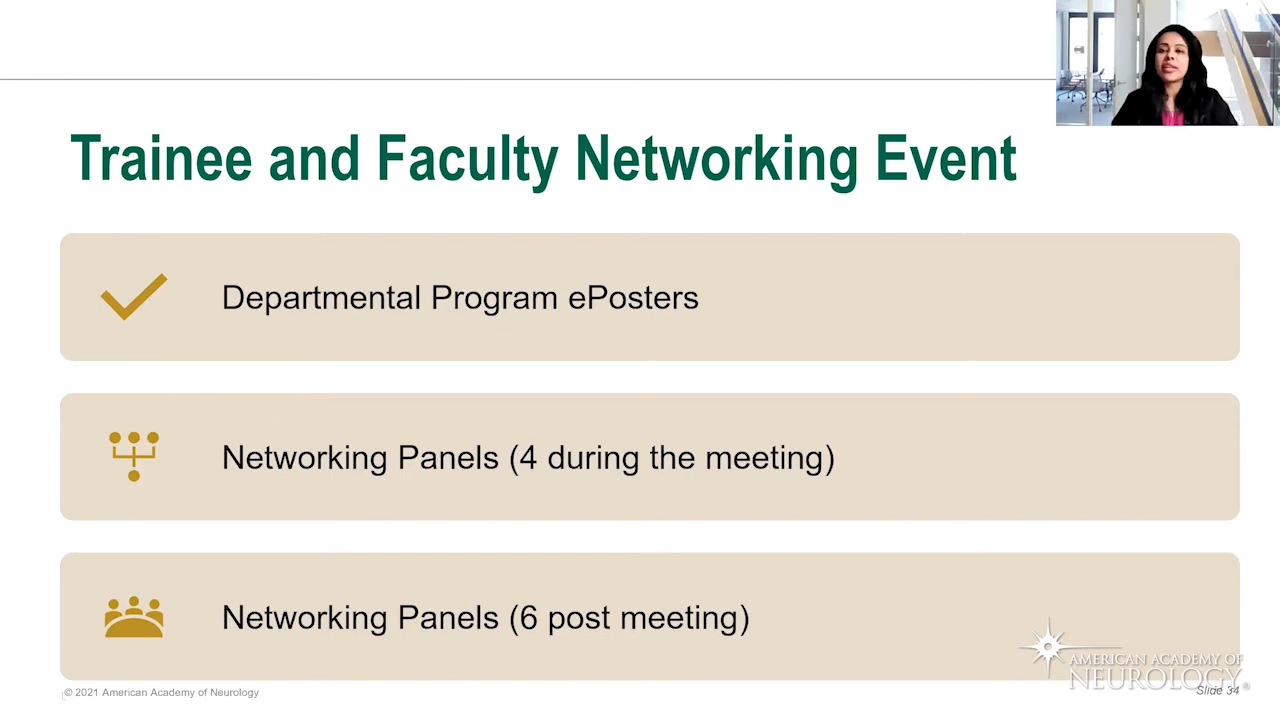 Trainee and Faculty Networking Event
Departmental Program ePosters
Networking Panels (4 during the meeting)
Networking Panels (6 post meeting)
AMERICAN ACADEMY OF
NEUROLOGY®
© 2021 American Academy of Neurology
Slide 34